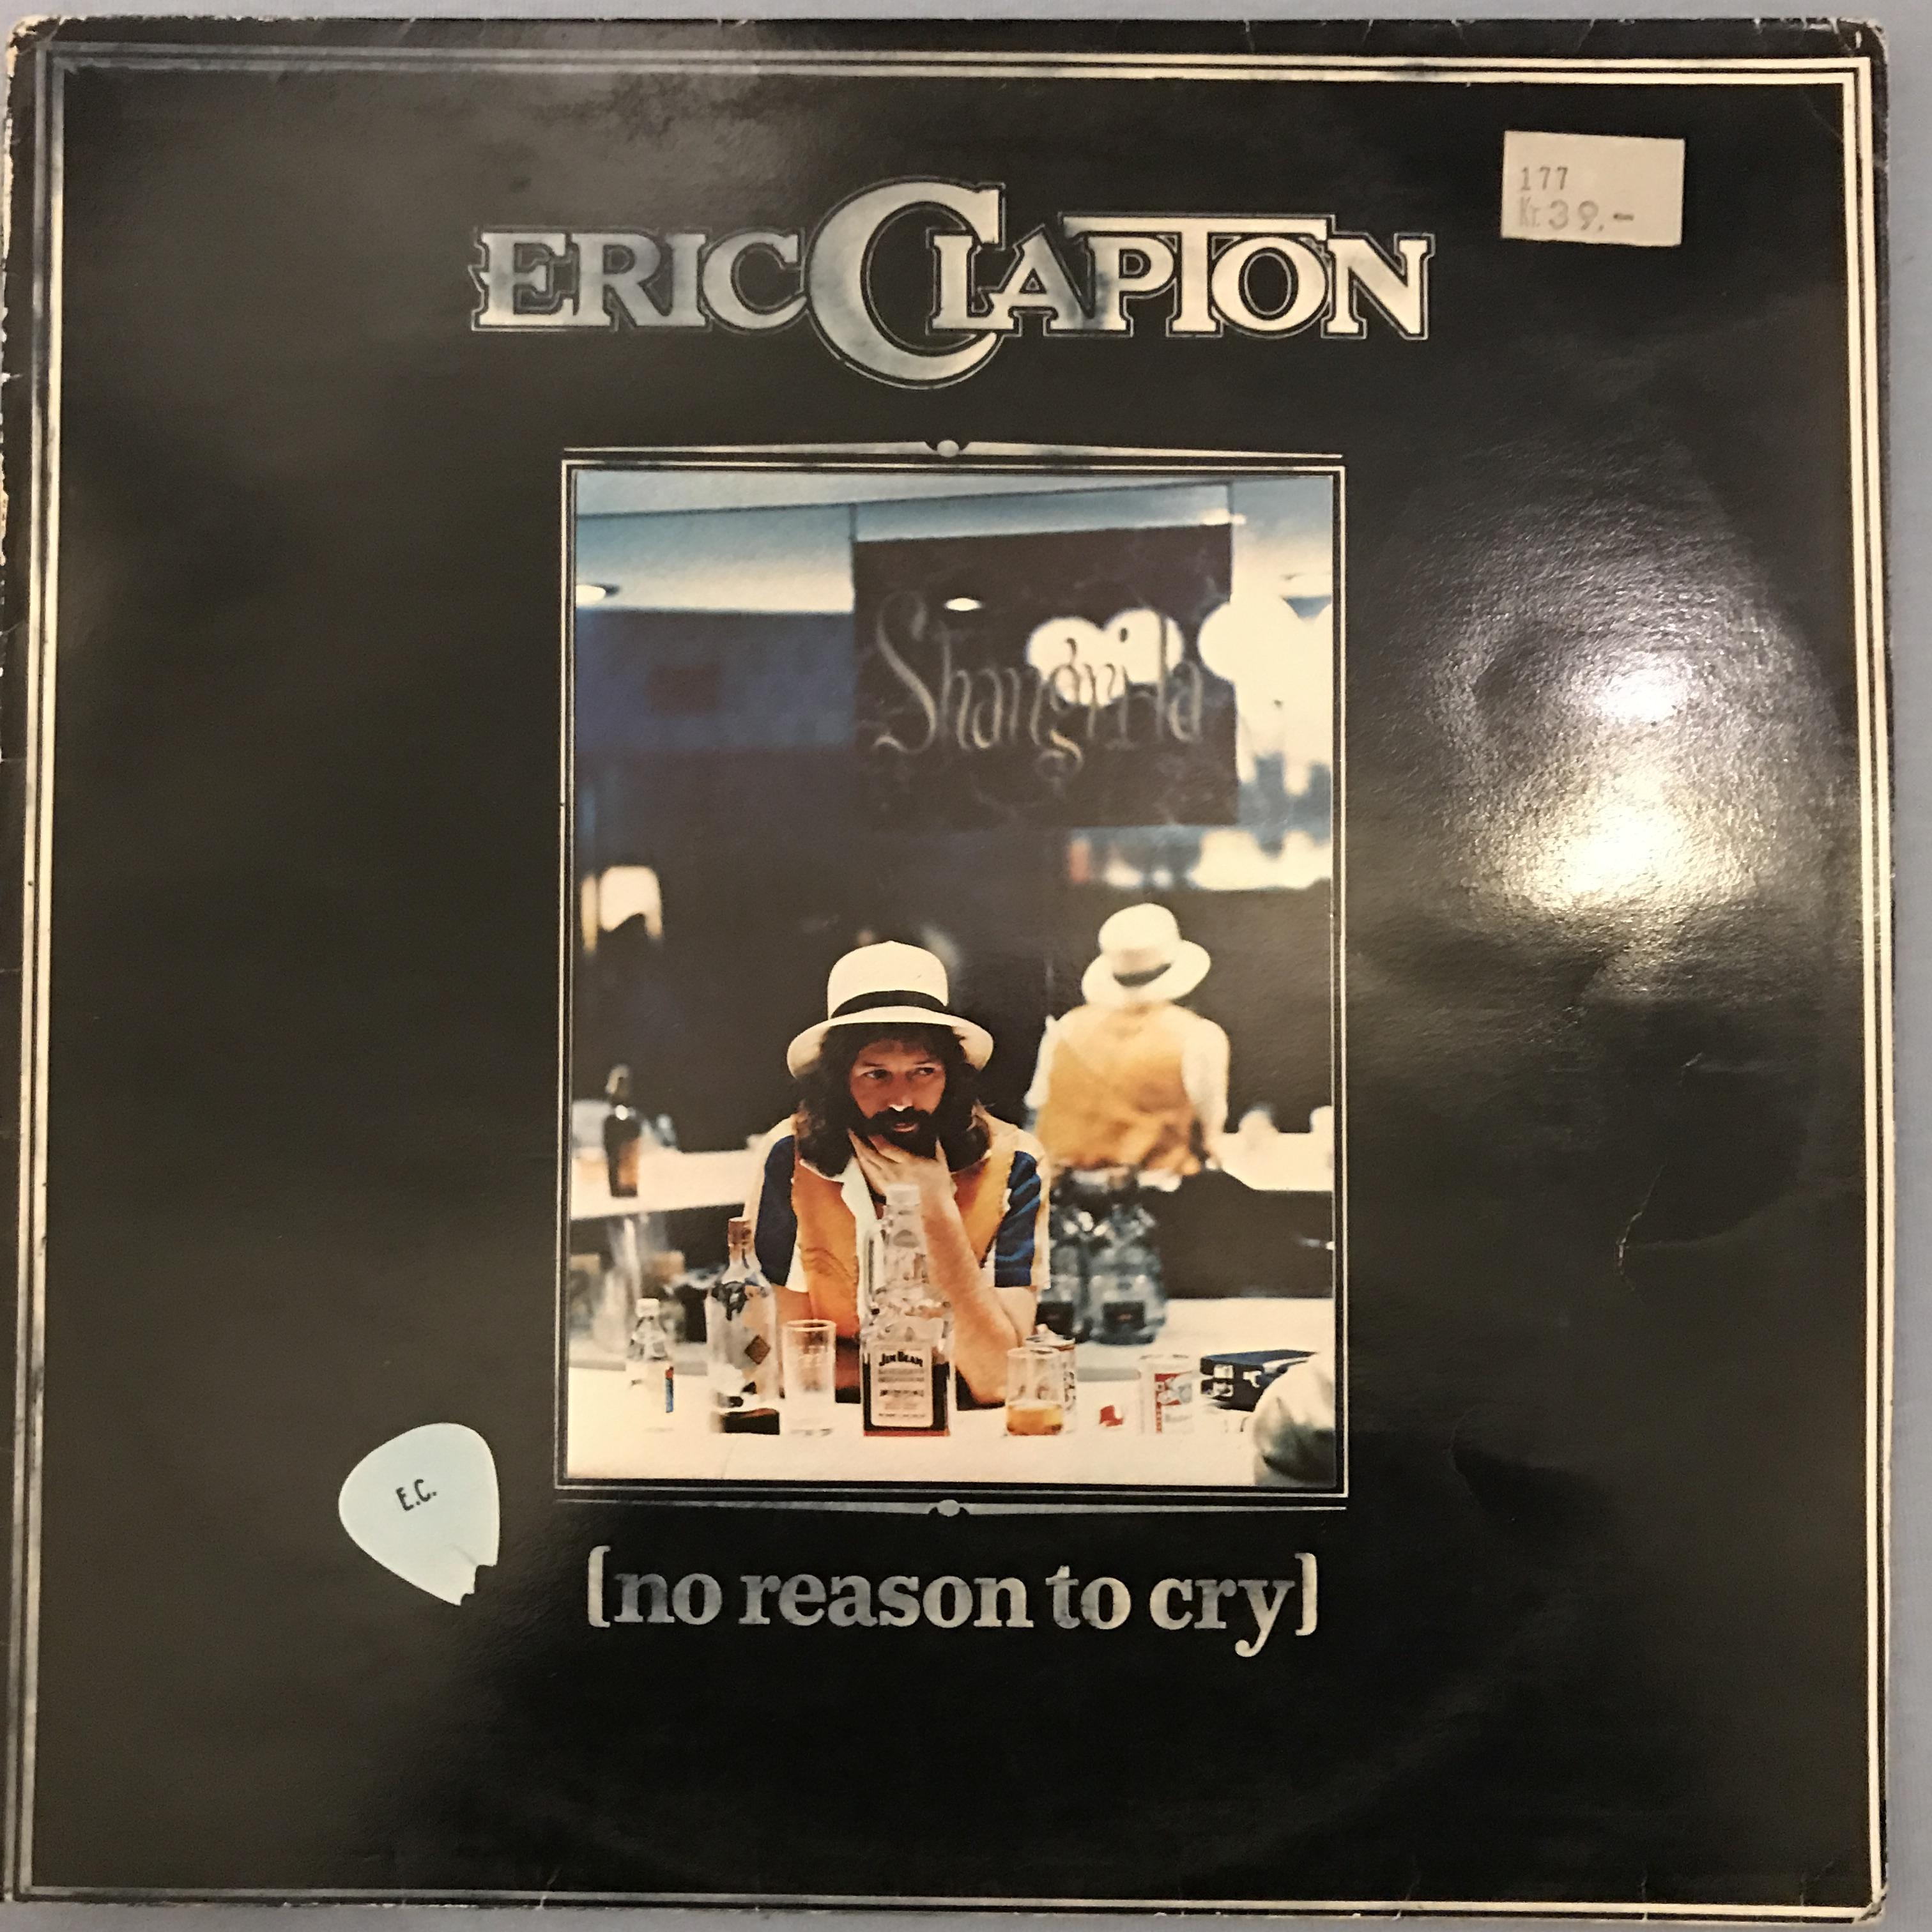 ERIC CLAPTON
177
Kr. 39.-
Shangri-la
JIM BEAM
E.C.
[no reason to cry]